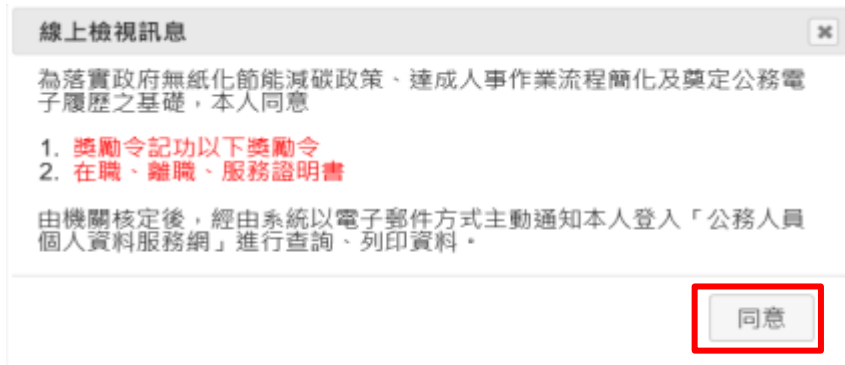 線上檢視訊息
為落實政府無紙化節能減碳政策、達成人事作業流程簡化及奠定公務電
子履歷之基礎，本人同意
1. 獎勵令記功以下獎勵令
2. 在職、離職、服務證明書
由機關核定後，經由系統以電子郵件方式主動通知本人登入「公務人員
個人資料服務網」進行查詢、列印資料。
同意